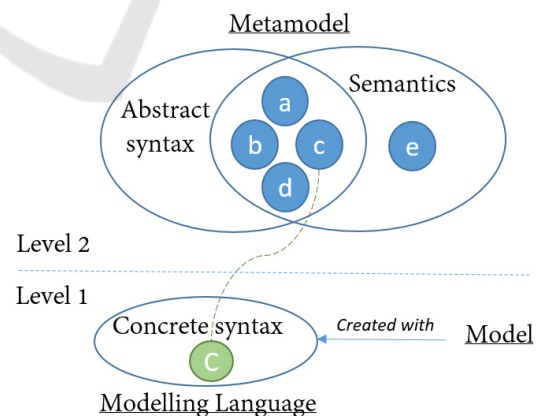 Metamodel
Abstract
syntax
Semantics
a
b
c
d
e
Level 2
Level 1
Concrete syntax
C
Created with
Model
Modelling Language